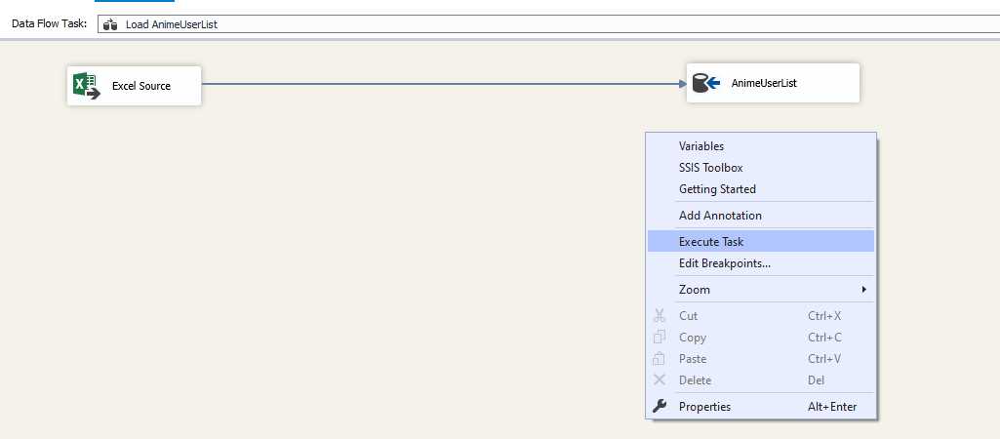 Data Flow Task: Load AnimeUserList
Excel Source
AnimeUserList
Variables
SSIS Toolbox
Getting Started
Add Annotation
Execute Task
Edit Breakpoints...
Zoom
Cut Ctrl+X
Copy Ctrl+C
Paste Ctrl+V
Delete Del
Properties Alt+Enter